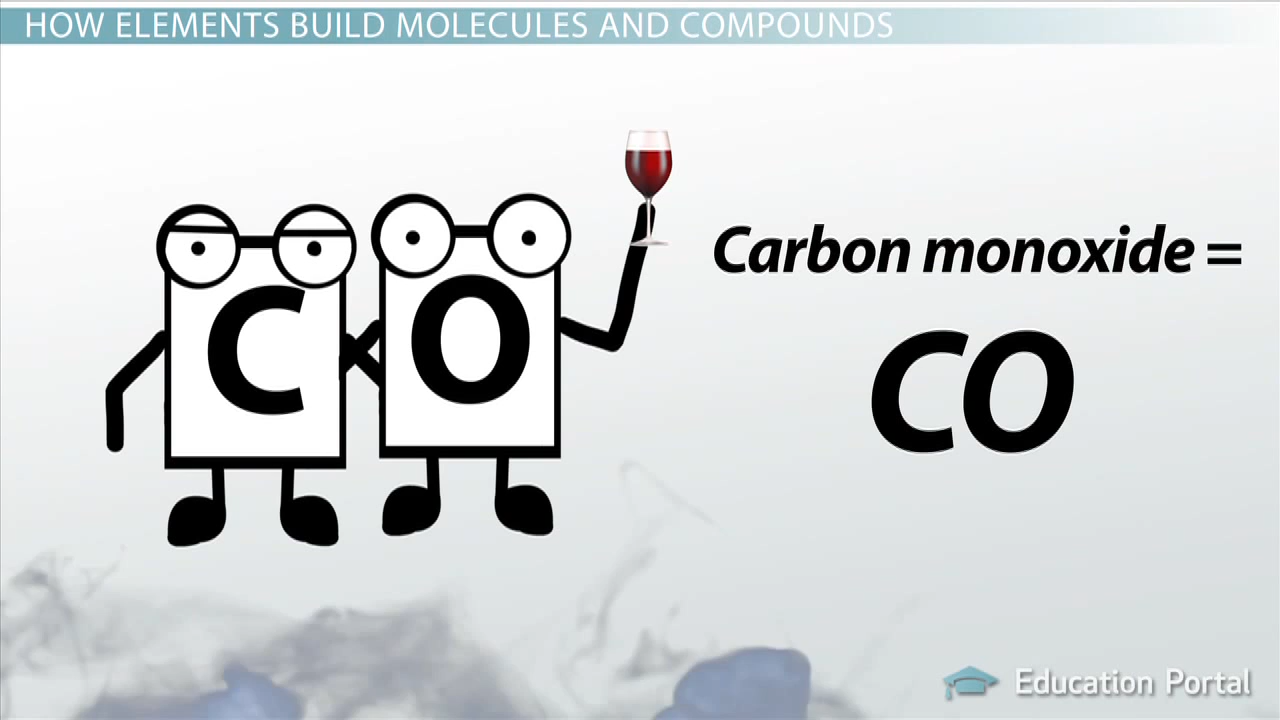 HOW ELEMENTS BUILD MOLECULES AND COMPOUNDS
C O
Carbon monoxide =
CO
Education Portal